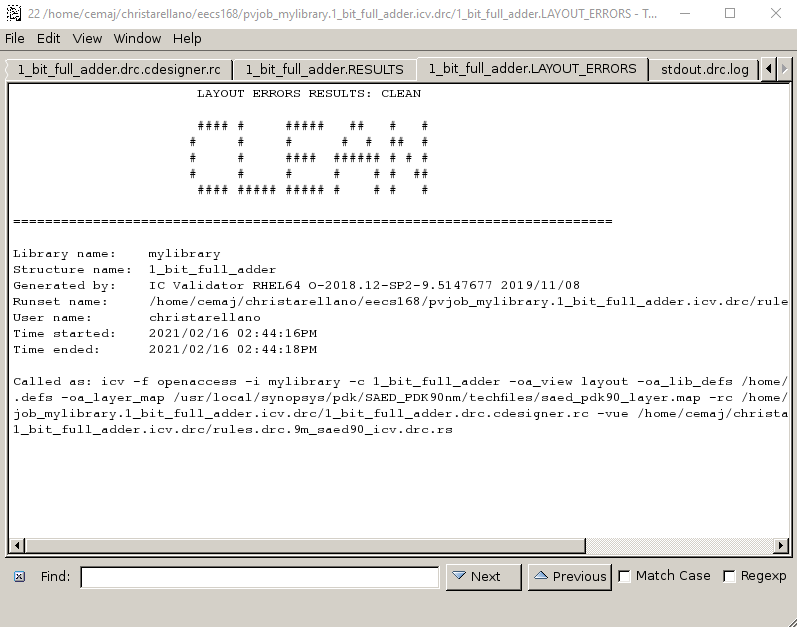 22 /home/cemaj/christarellano/eecs168/pvjob_mylibrary.1_bit_full_adder.icv.drc/1_bit_full_adder.LAYOUT_ERRORS - T...
File Edit View Window Help
1_bit_full_adder.drc.cdesigner.rc 1_bit_full_adder.RESULTS 1_bit_full_adder.LAYOUT_ERRORS stdout.drc.log
LAYOUT ERRORS RESULTS: CLEAN
#### # ##### ## # #
# # # # # ## #
# # #### ###### # # #
# # # # # # ##
#### ##### ##### # # # #
===========================================================================
Library name: mylibrary
Structure name: 1_bit_full_adder
Generated by: IC Validator RHEL64 O-2018.12-SP2-9.5147677 2019/11/08
Runset name: /home/cemaj/christarellano/eecs168/pvjob_mylibrary.1_bit_full_adder.icv.drc/rule
User name: christarellano
Time started: 2021/02/16 02:44:16PM
Time ended: 2021/02/16 02:44:18PM
Called as: icv -f openaccess -i mylibrary -c 1_bit_full_adder -oa_view layout -oa_lib_defs /home/
.defs -oa_layer_map /usr/local/synopsys/pdk/SAED_PDK90nm/techfiles/saed_pdk90_layer.map -rc /home/
job_mylibrary.1_bit_full_adder.icv.drc/1_bit_full_adder.drc.cdesigner.rc -vue /home/cemaj/christa
1_bit_full_adder.icv.drc/rules.drc.9m_saed90_icv.drc.rs
Find: Next Previous Match Case Regexp